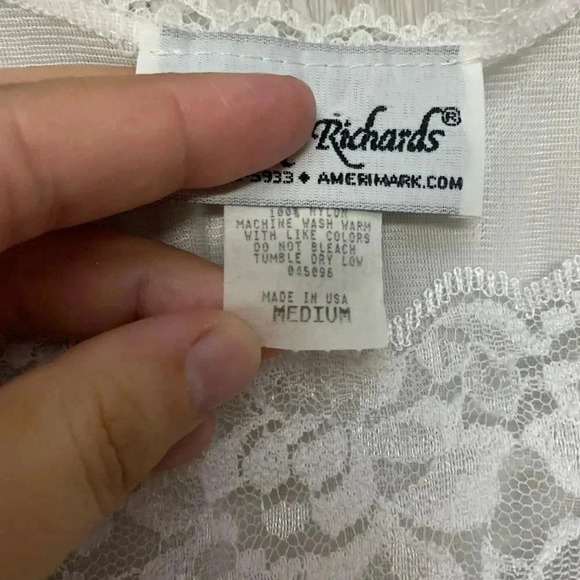 Richards®
5933 ♦ AMERIMARK.COM
100% NYLON
MACHINE WASH WARM
WITH LIKE COLORS
DO NOT BLEACH
TUMBLE DRY LOW
045096
MADE IN USA
MEDIUM